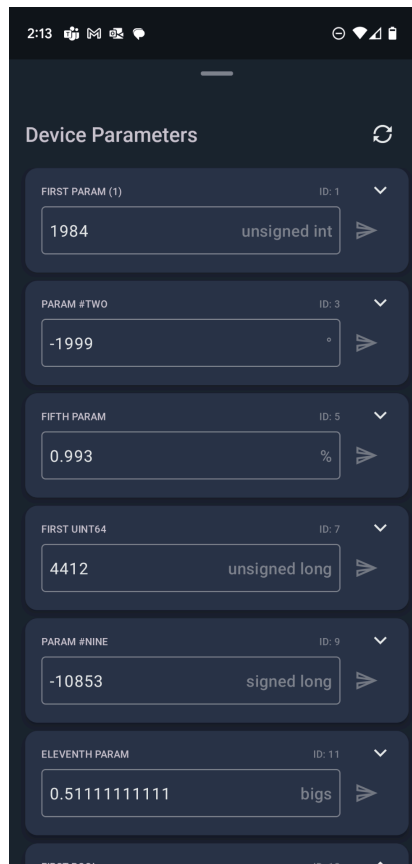 2:13
Device Parameters
FIRST PARAM (1) ID: 1
1984 unsigned int
PARAM #TWO ID: 3
-1999 °
FIFTH PARAM ID: 5
0.993 %
FIRST UINT64 ID: 7
4412 unsigned long
PARAM #NINE ID: 9
-10853 signed long
ELEVENTH PARAM ID: 11
0.51111111111 bigs